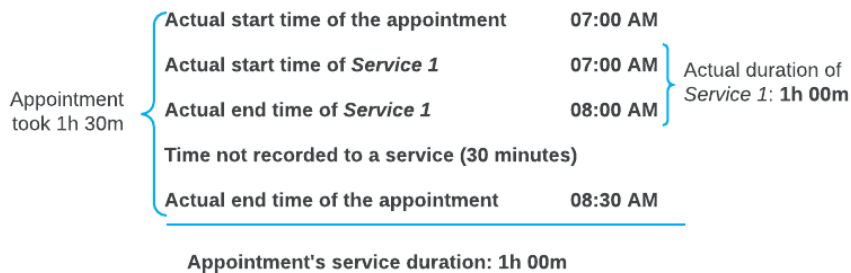 Actual start time of the appointment 07:00 AM
Actual start time of Service 1 07:00 AM
Actual duration of
Service 1: 1h 00m
Appointment
took 1h 30m
Actual end time of Service 1 08:00 AM
Time not recorded to a service (30 minutes)
Actual end time of the appointment 08:30 AM
Appointment's service duration: 1h 00m